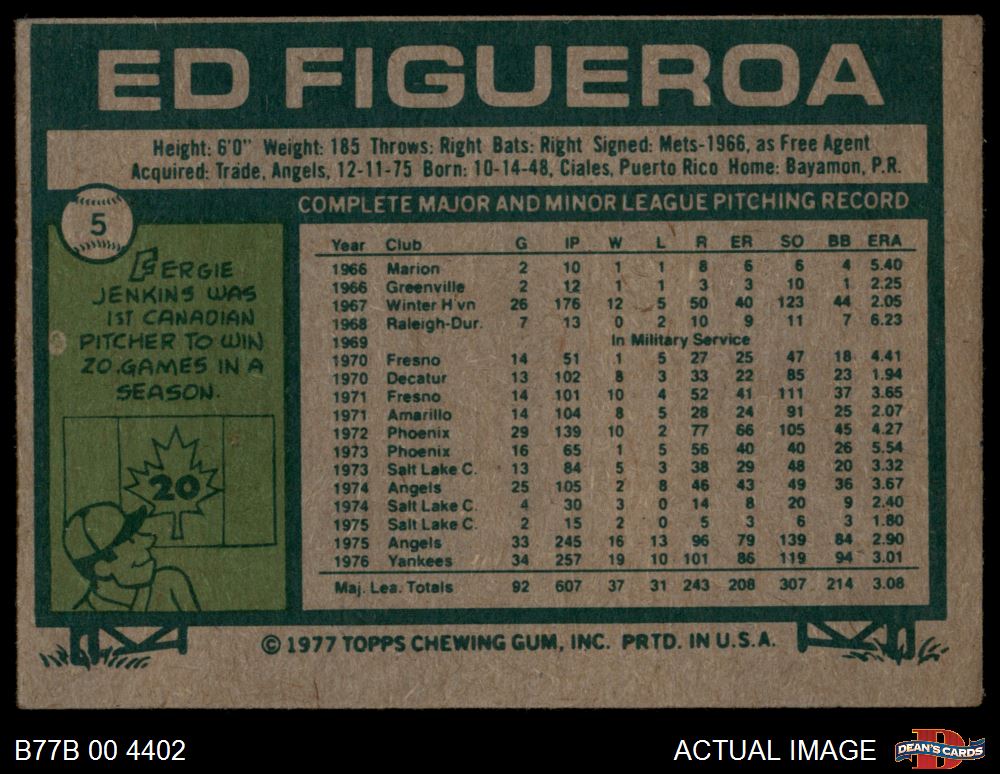 ED FIGUEROA
Height: 6'0" Weight: 185 Throws: Right Bats: Right Signed: Mets-1966, as Free Agent
Acquired: Trade, Angels, 12-11-75 Born: 10-14-48, Ciales, Puerto Rico Home: Bayamon, P.R.
5
FERGIE
JENKINS WAS
1ST CANADIAN
PITCHER TO WIN
20 GAMES IN A
SEASON.
20
COMPLETE MAJOR AND MINOR LEAGUE PITCHING RECORD
Year Club G IP W L R ER SO BB ERA
1966 Marion 2 10 1 1 8 6 6 4 5.40
1966 Greenville 2 12 1 1 3 3 10 1 2.25
1967 Winter H'vn 26 176 12 5 50 40 123 44 2.05
1968 Raleigh-Dur. 7 13 0 2 10 9 11 7 6.23
1969 In Military Service
1970 Fresno 14 51 1 5 27 25 47 18 4.41
1970 Decatur 13 102 8 3 33 22 85 23 1.94
1971 Fresno 14 101 10 4 52 41 111 37 3.65
1971 Amarillo 14 104 8 5 28 24 91 25 2.07
1972 Phoenix 29 139 10 2 77 66 105 45 4.27
1973 Phoenix 16 65 1 5 56 40 40 26 5.54
1973 Salt Lake C. 13 84 5 3 38 29 48 20 3.32
1974 Angels 25 105 2 8 46 43 49 36 3.67
1974 Salt Lake C. 4 30 3 0 14 8 20 9 2.40
1975 Salt Lake C. 2 15 2 0 5 3 6 3 1.80
1975 Angels 33 245 16 13 96 79 139 84 2.90
1976 Yankees 34 257 19 10 101 86 119 94 3.01
Maj. Lea. Totals 92 607 37 31 243 208 307 214 3.08
© 1977 TOPPS CHEWING GUM, INC. PRTD. IN U.S.A.
B77B 00 4402
ACTUAL IMAGE
D
DEAN'S CARDS